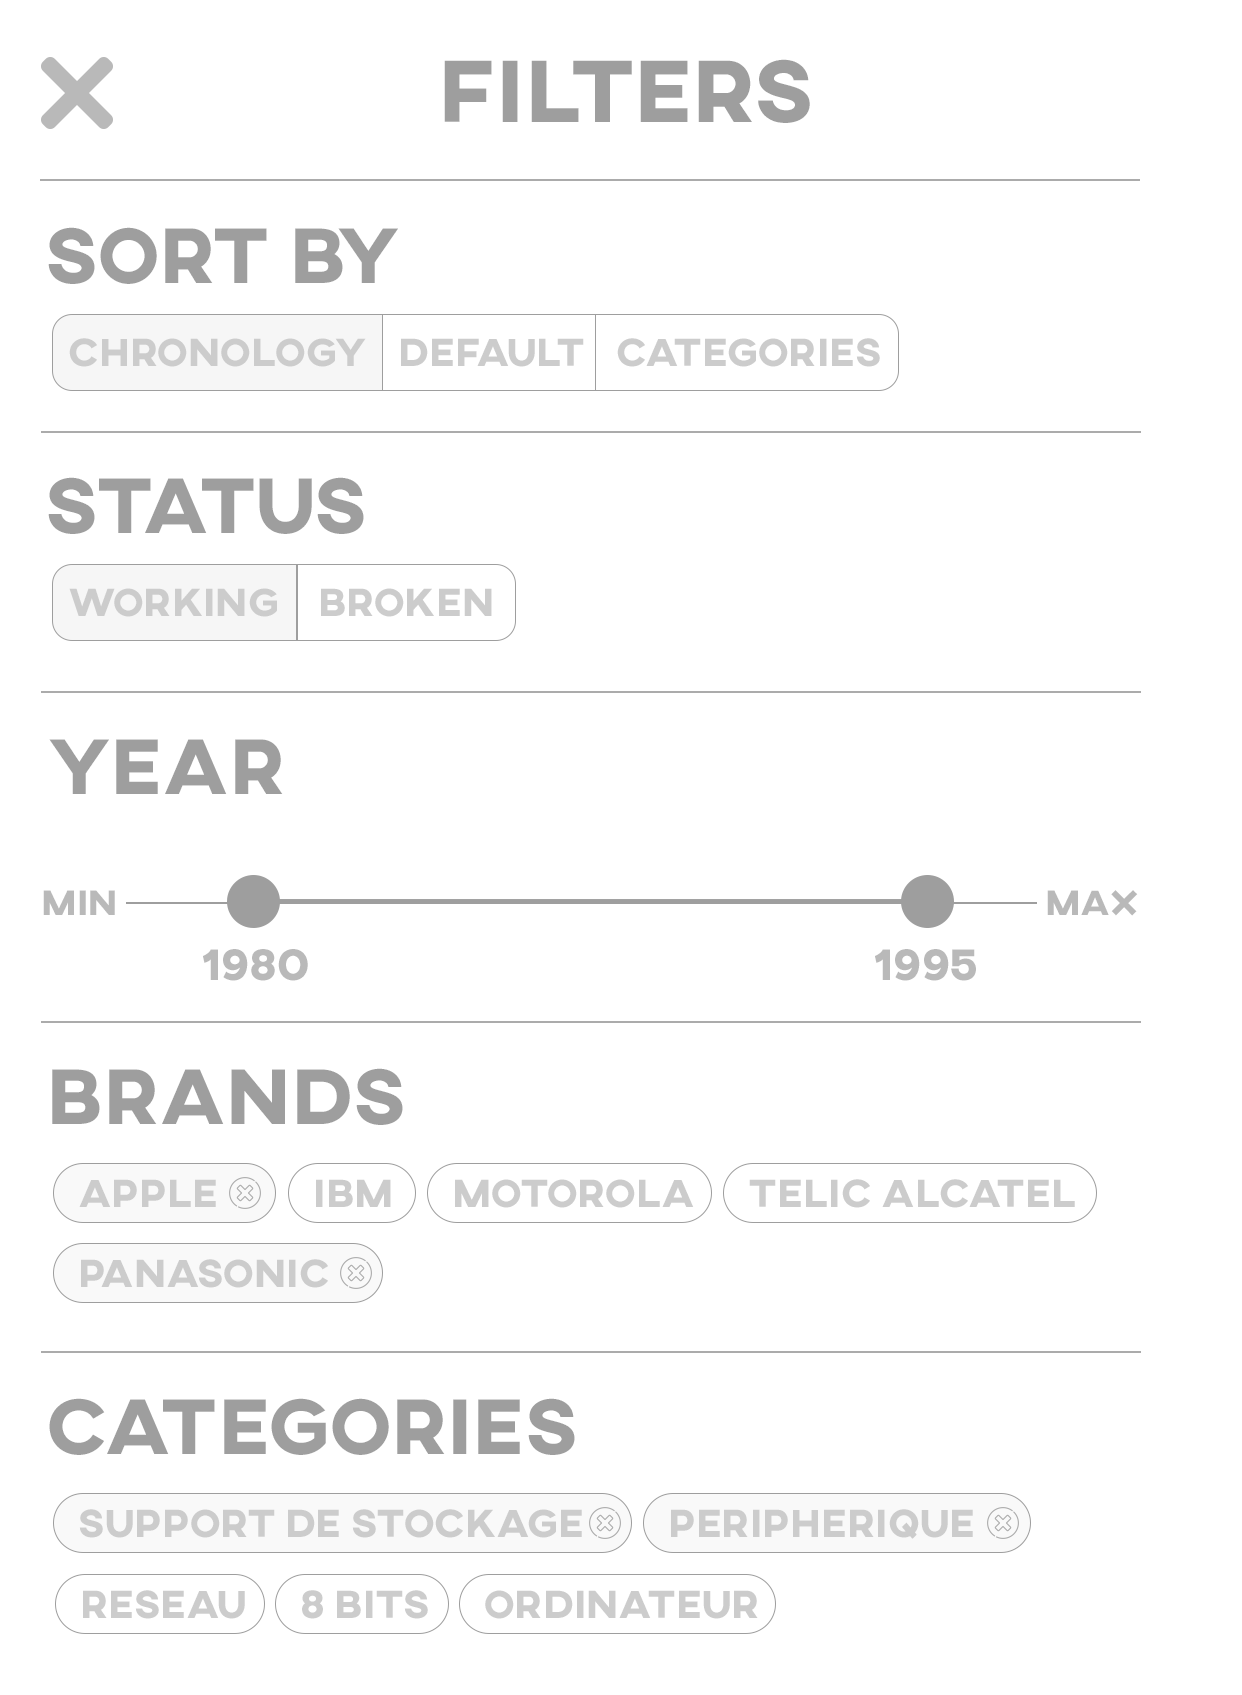 FILTERS
SORT BY
CHRONOLOGY DEFAULT CATEGORIES
STATUS
WORKING BROKEN
YEAR
MIN MAX
1980 1995
BRANDS
APPLE IBM MOTOROLA TELIC ALCATEL
PANASONIC
CATEGORIES
SUPPORT DE STOCKAGE PERIPHERIQUE
RESEAU 8 BITS ORDINATEUR